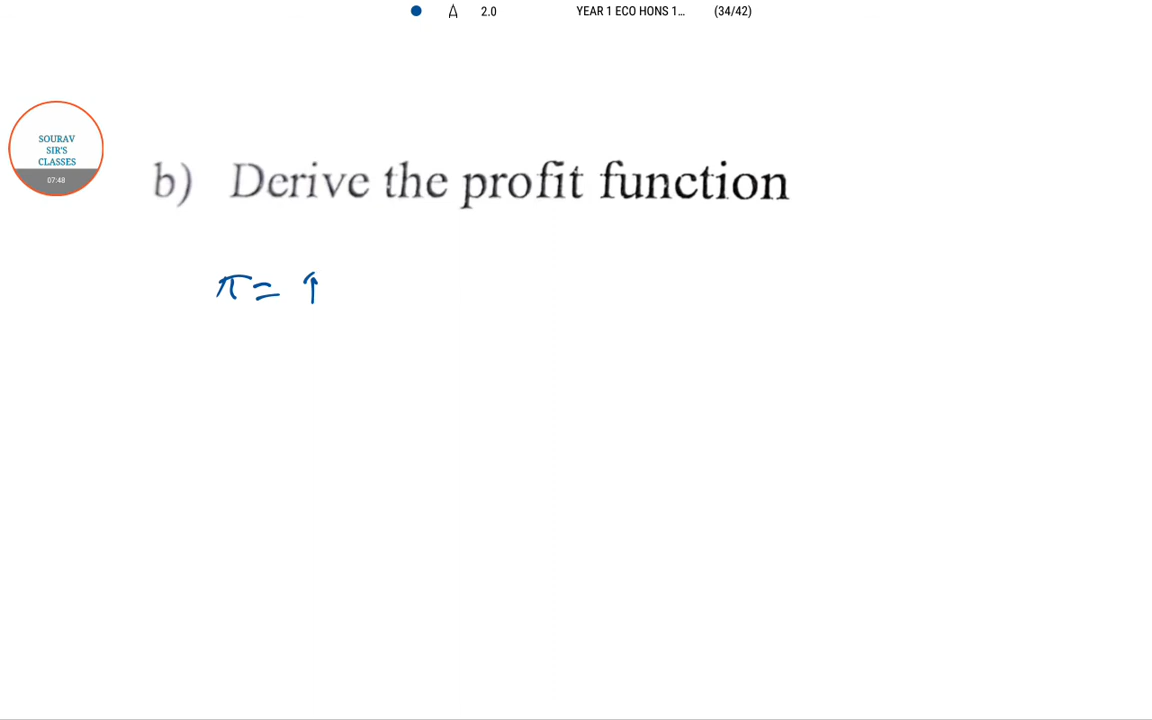 2.0 YEAR 1 ECO HONS 1... (34/42)
SOURAV
SIR'S
CLASSES
07:48
b) Derive the profit function
π =